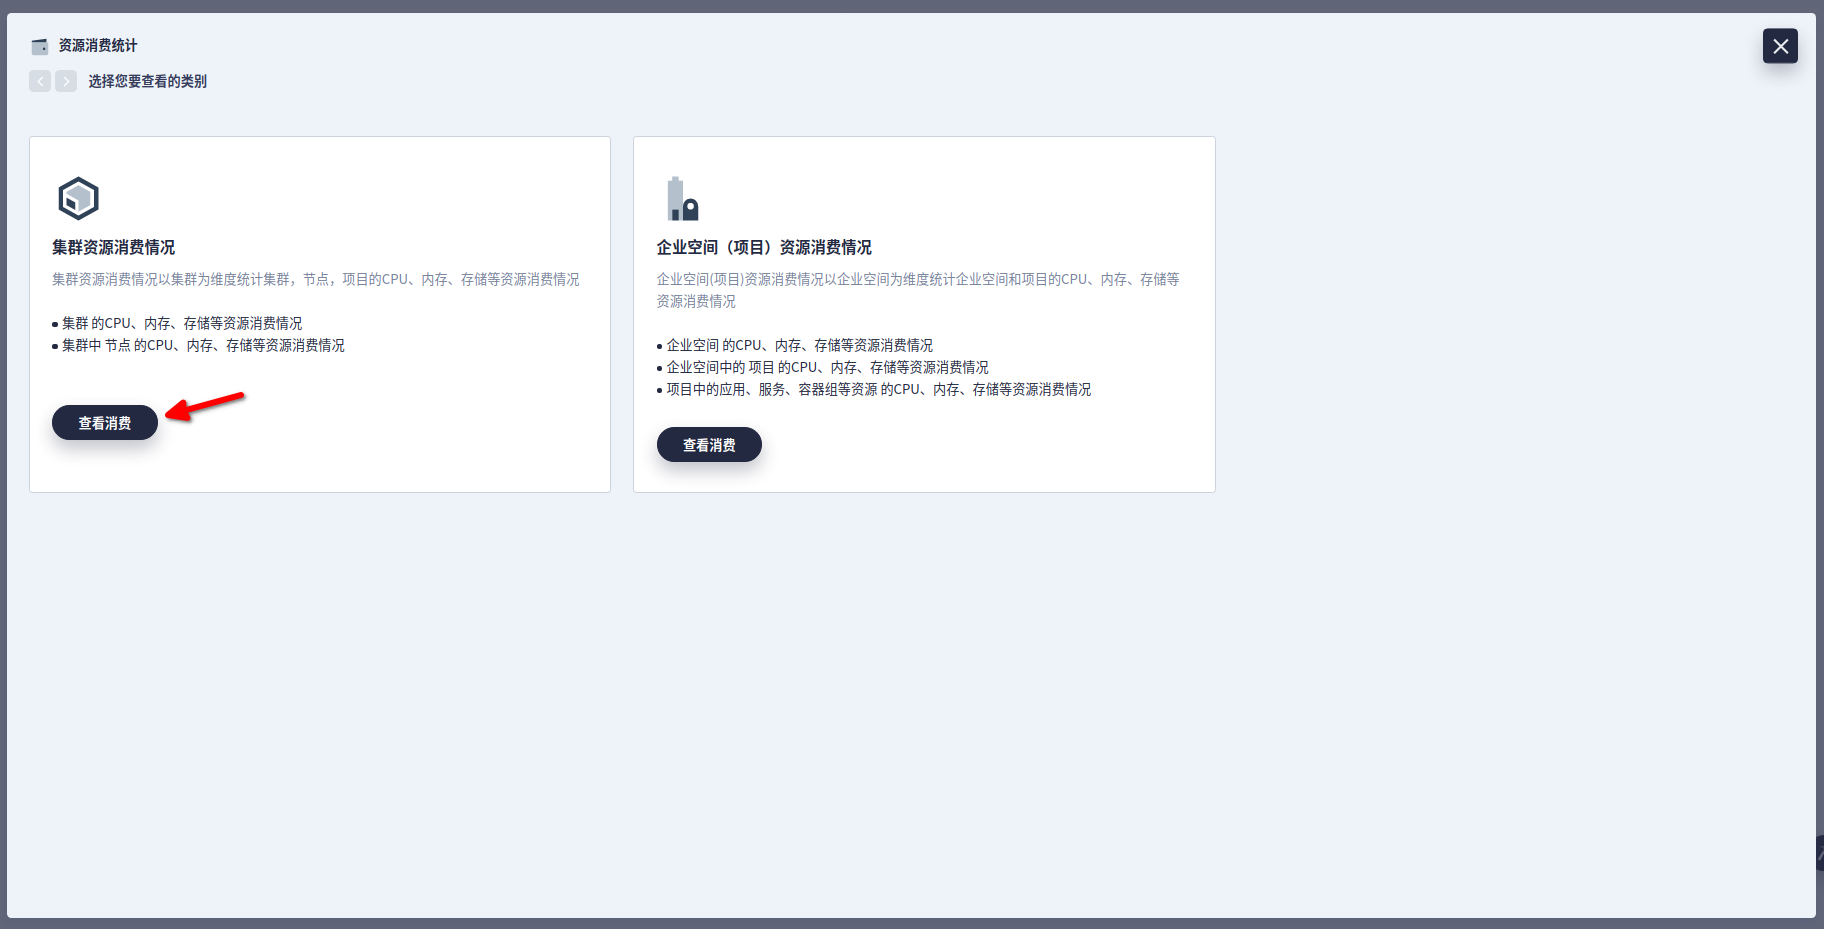 资源消费统计
选择您要查看的类别
集群资源消费情况
集群资源消费情况以集群为维度统计集群，节点，项目的CPU、内存、存储等资源消费情况
集群 的CPU、内存、存储等资源消费情况
集群中 节点 的CPU、内存、存储等资源消费情况
查看消费
企业空间（项目）资源消费情况
企业空间(项目)资源消费情况以企业空间为维度统计企业空间和项目的CPU、内存、存储等
资源消费情况
企业空间 的CPU、内存、存储等资源消费情况
企业空间中的 项目 的CPU、内存、存储等资源消费情况
项目中的应用、服务、容器组等资源 的CPU、内存、存储等资源消费情况
查看消费